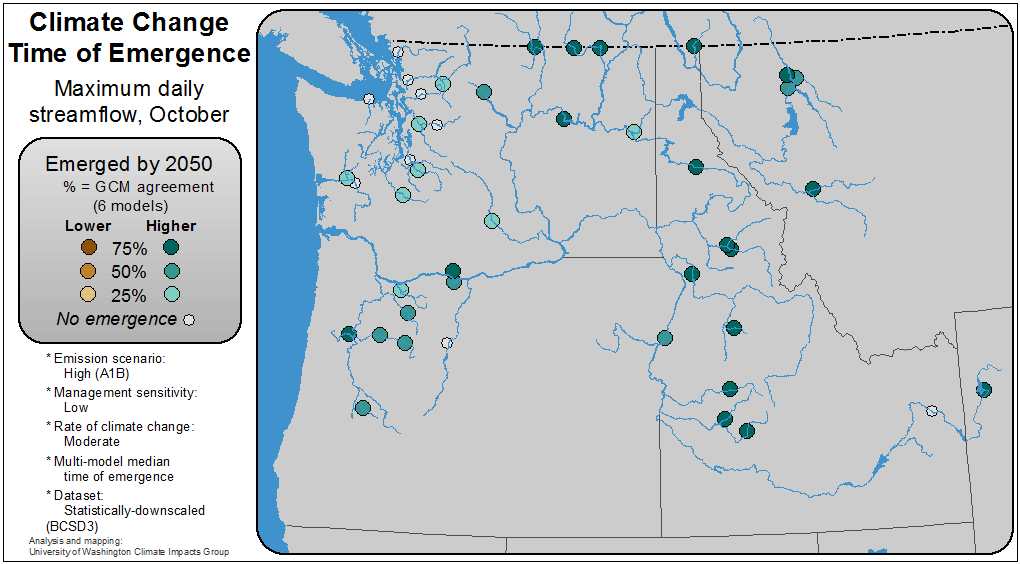 Climate Change
Time of Emergence
Maximum daily
streamflow, October
Emerged by 2050
% = GCM agreement
(6 models)
Lower Higher
75%
50%
25%
No emergence
* Emission scenario:
High (A1B)
* Management sensitivity:
Low
* Rate of climate change:
Moderate
* Multi-model median
time of emergence
* Dataset:
Statistically-downscaled
(BCSD3)
Analysis and mapping:
University of Washington Climate Impacts Group